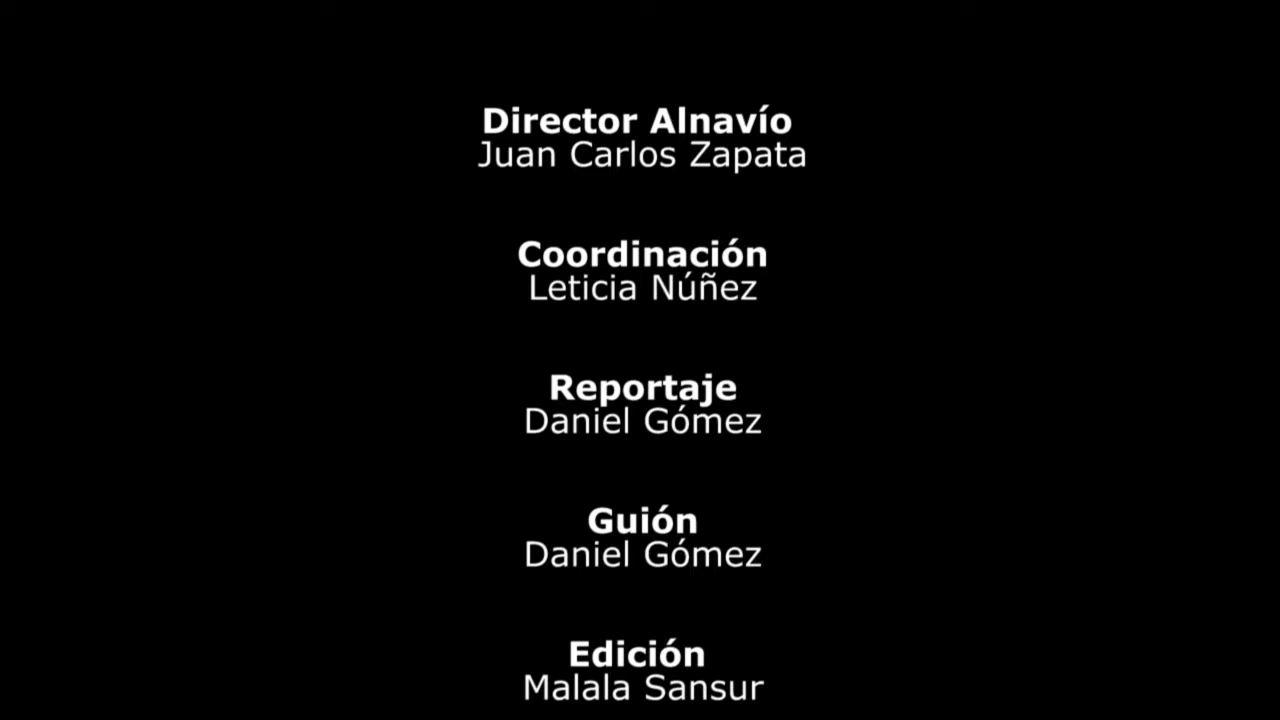 Director Alnavío
Juan Carlos Zapata
Coordinación
Leticia Núñez
Reportaje
Daniel Gómez
Guión
Daniel Gómez
Edición
Malala Sansur